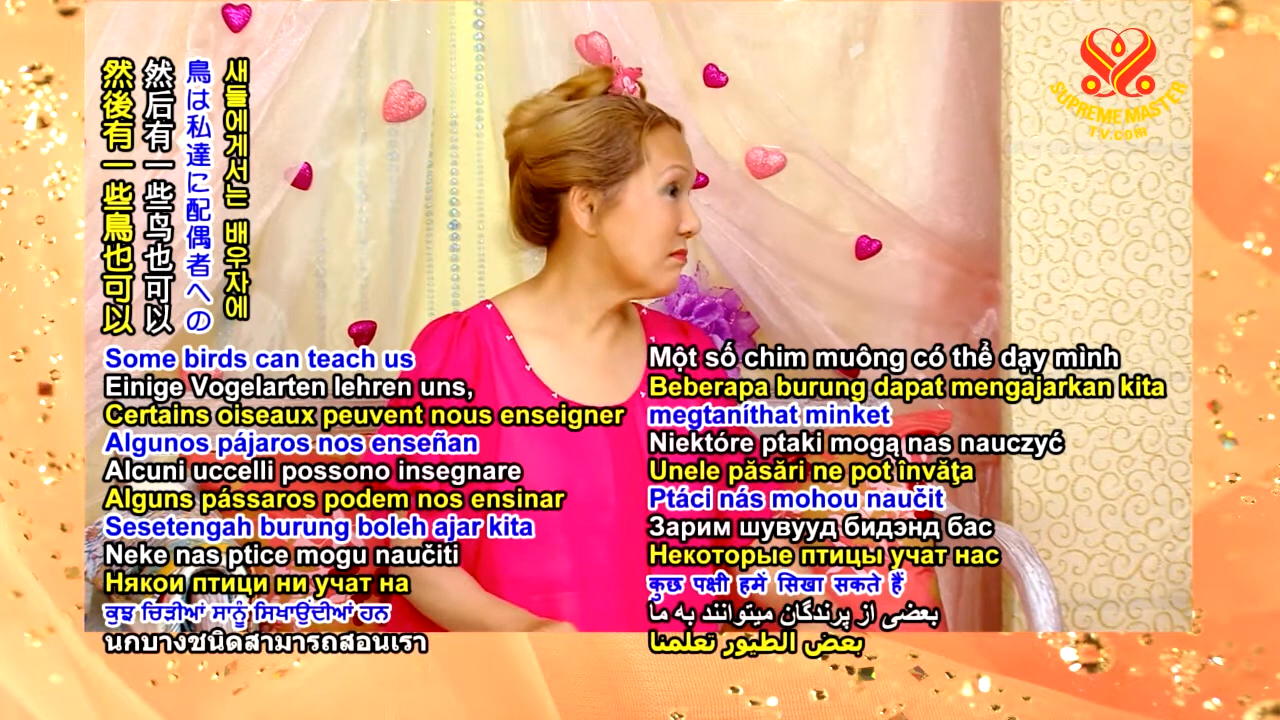 然後有一些鳥也可以
然后有一些鸟也可以
鳥は私達に配偶者への
새들에게서는 배우자에
SUPREME MASTER
TV.com
Some birds can teach us
Einige Vogelarten lehren uns,
Certains oiseaux peuvent nous enseigner
Algunos pájaros nos enseñan
Alcuni uccelli possono insegnare
Alguns pássaros podem nos ensinar
Sesetengah burung boleh ajar kita
Neke nas ptice mogu naučiti
Някои птици ни учат на
ਕੁਝ ਚਿੜੀਆਂ ਸਾਨੂੰ ਸਿਖਾਉਂਦੀਆਂ ਹਨ
นกบางชนิดสามารถสอนเรา
Một số chim muông có thể dạy mình
Beberapa burung dapat mengajarkan kita
megtaníthat minket
Niektóre ptaki mogą nas nauczyć
Unele păsări ne pot învăţa
Ptáci nás mohou naučit
Зарим шувууд бидэнд бас
Некоторые птицы учат нас
कुछ पक्षी हमें सिखा सकते हैं
بعضی از پرندگان میتوانند به ما
بعض الطيور تعلمنا